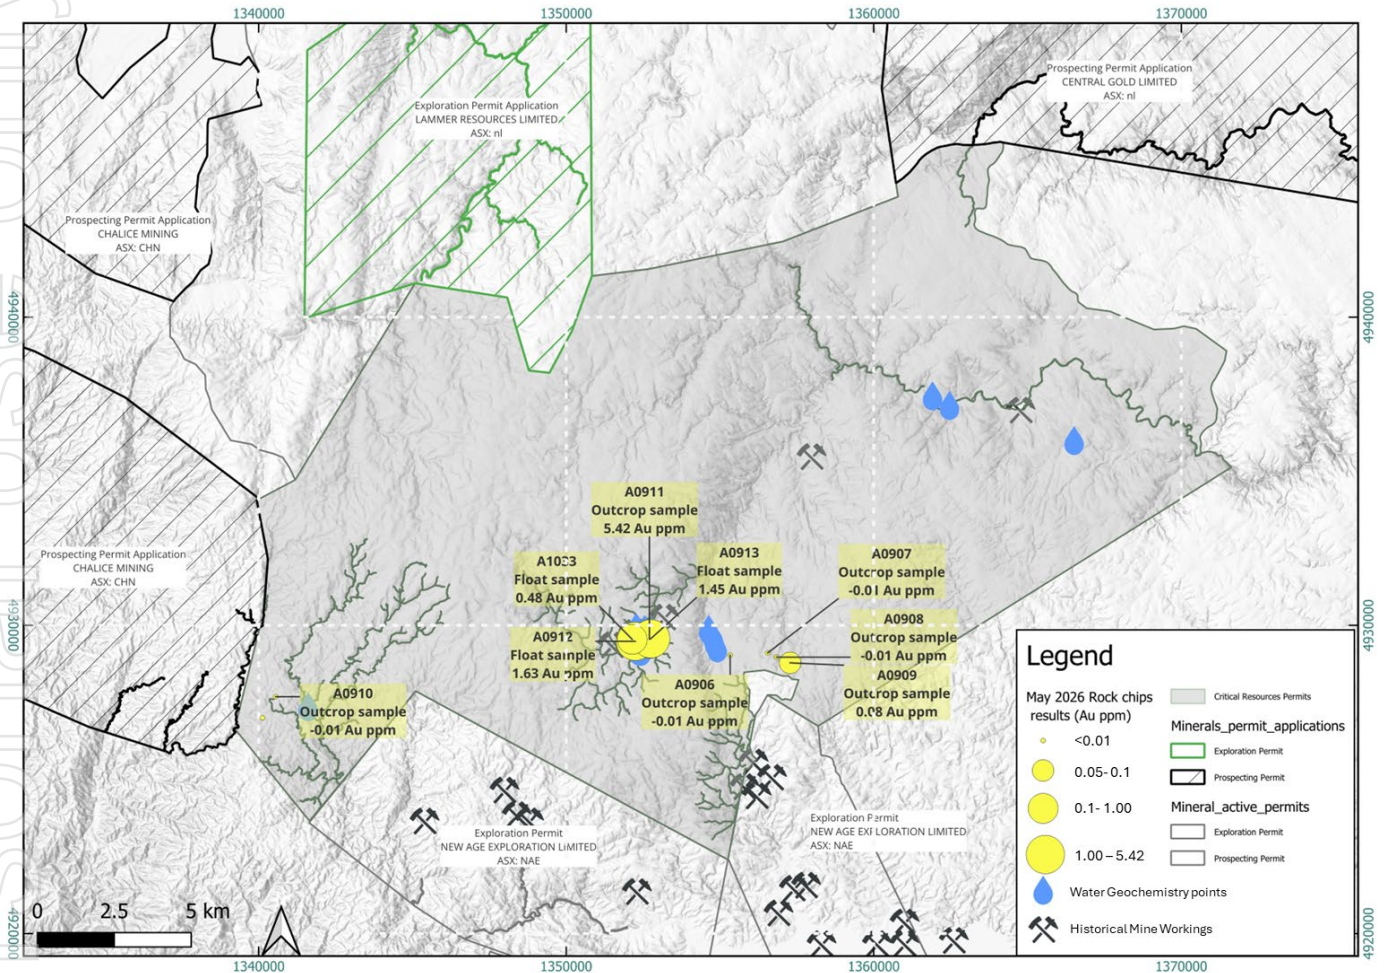 1340000
1350000
1360000
1370000
Prospecting Permit Application
CENTRAL GOLD LIMITED
ASX: nl
Exploration Permit Application
LAMMER RESOURCES LIMITED
ASX: nl
Prospecting Permit Application
CHALICE MINING
ASX: CHN
4940000
4940000
A0911
Outcrop sample
5.42 Au ppm
Prospecting Permit Application
CHALICE MINING
ASX: CHN
A1033
Float sample
0.48 Au ppm
A0913
Float sample
1.45 Au ppm
A0907
Outcrop sample
-0.01 Au ppm
4930000
4930000
A0912
Float sample
1.63 Au ppm
A0908
Outcrop sample
-0.01 Au ppm
A0906
Outcrop sample
-0.01 Au ppm
A0909
Outcrop sample
0.08 Au ppm
A0910
Outcrop sample
-0.01 Au ppm
Exploration Permit
NEW AGE EXPLORATION LIMITED
ASX: NAE
Exploration Permit
NEW AGE EXPLORATION LIMITED
ASX: NAE
Legend
May 2026 Rock chips
results (Au ppm)
<0.01
0.05- 0.1
0.1- 1.00
1.00 – 5.42
Water Geochemistry points
Historical Mine Workings
Critical Resources Permits
Minerals_permit_applications
Exploration Permit
Prospecting Permit
Mineral_active_permits
Exploration Permit
Prospecting Permit
0 2.5 5 km
4920000
4920000
1340000
1350000
1360000
1370000